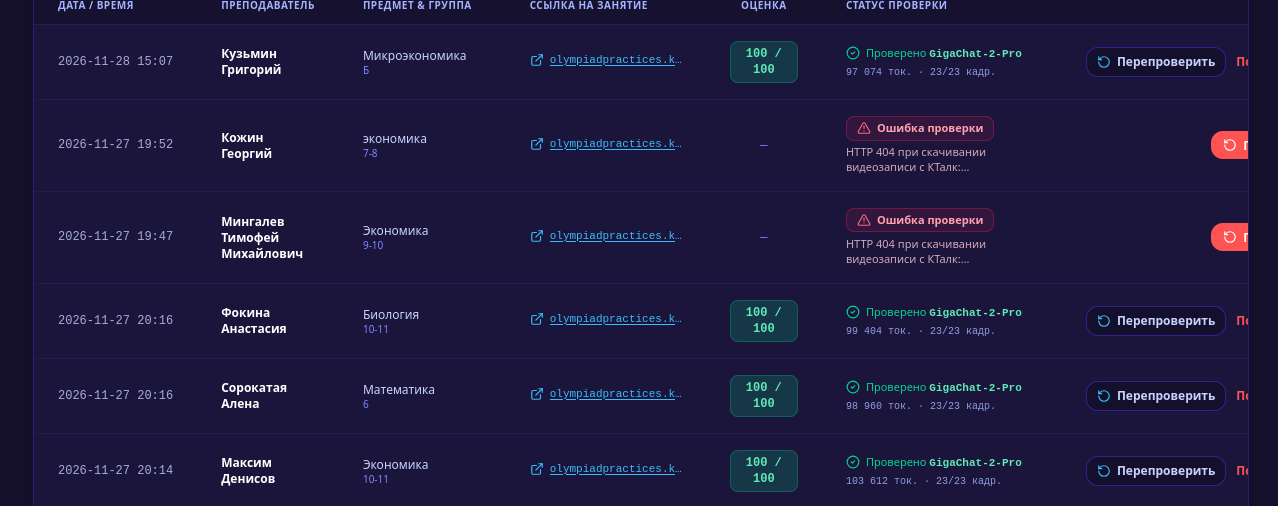 ДАТА / ВРЕМЯ ПРЕПОДАВАТЕЛЬ ПРЕДМЕТ & ГРУППА ССЫЛКА НА ЗАНЯТИЕ ОЦЕНКА СТАТУС ПРОВЕРКИ
2026-11-28 15:07
Кузьмин
Григорий
Микроэкономика
Б
olympiadpractices.k…
100 /
100
Проверено GigaChat-2-Pro
97 074 ток. · 23/23 кадр.
Перепроверить
2026-11-27 19:52
Кожин
Георгий
экономика
7-8
olympiadpractices.k…
—
Ошибка проверки
HTTP 404 при скачивании
видеозаписи с КТалк:…
2026-11-27 19:47
Мингалев
Тимофей
Михайлович
Экономика
9-10
olympiadpractices.k…
—
Ошибка проверки
HTTP 404 при скачивании
видеозаписи с КТалк:…
2026-11-27 20:16
Фокина
Анастасия
Биология
10-11
olympiadpractices.k…
100 /
100
Проверено GigaChat-2-Pro
99 404 ток. · 23/23 кадр.
Перепроверить
2026-11-27 20:16
Сорокатая
Алена
Математика
6
olympiadpractices.k…
100 /
100
Проверено GigaChat-2-Pro
98 960 ток. · 23/23 кадр.
Перепроверить
2026-11-27 20:14
Максим
Денисов
Экономика
10-11
olympiadpractices.k…
100 /
100
Проверено GigaChat-2-Pro
103 612 ток. · 23/23 кадр.
Перепроверить